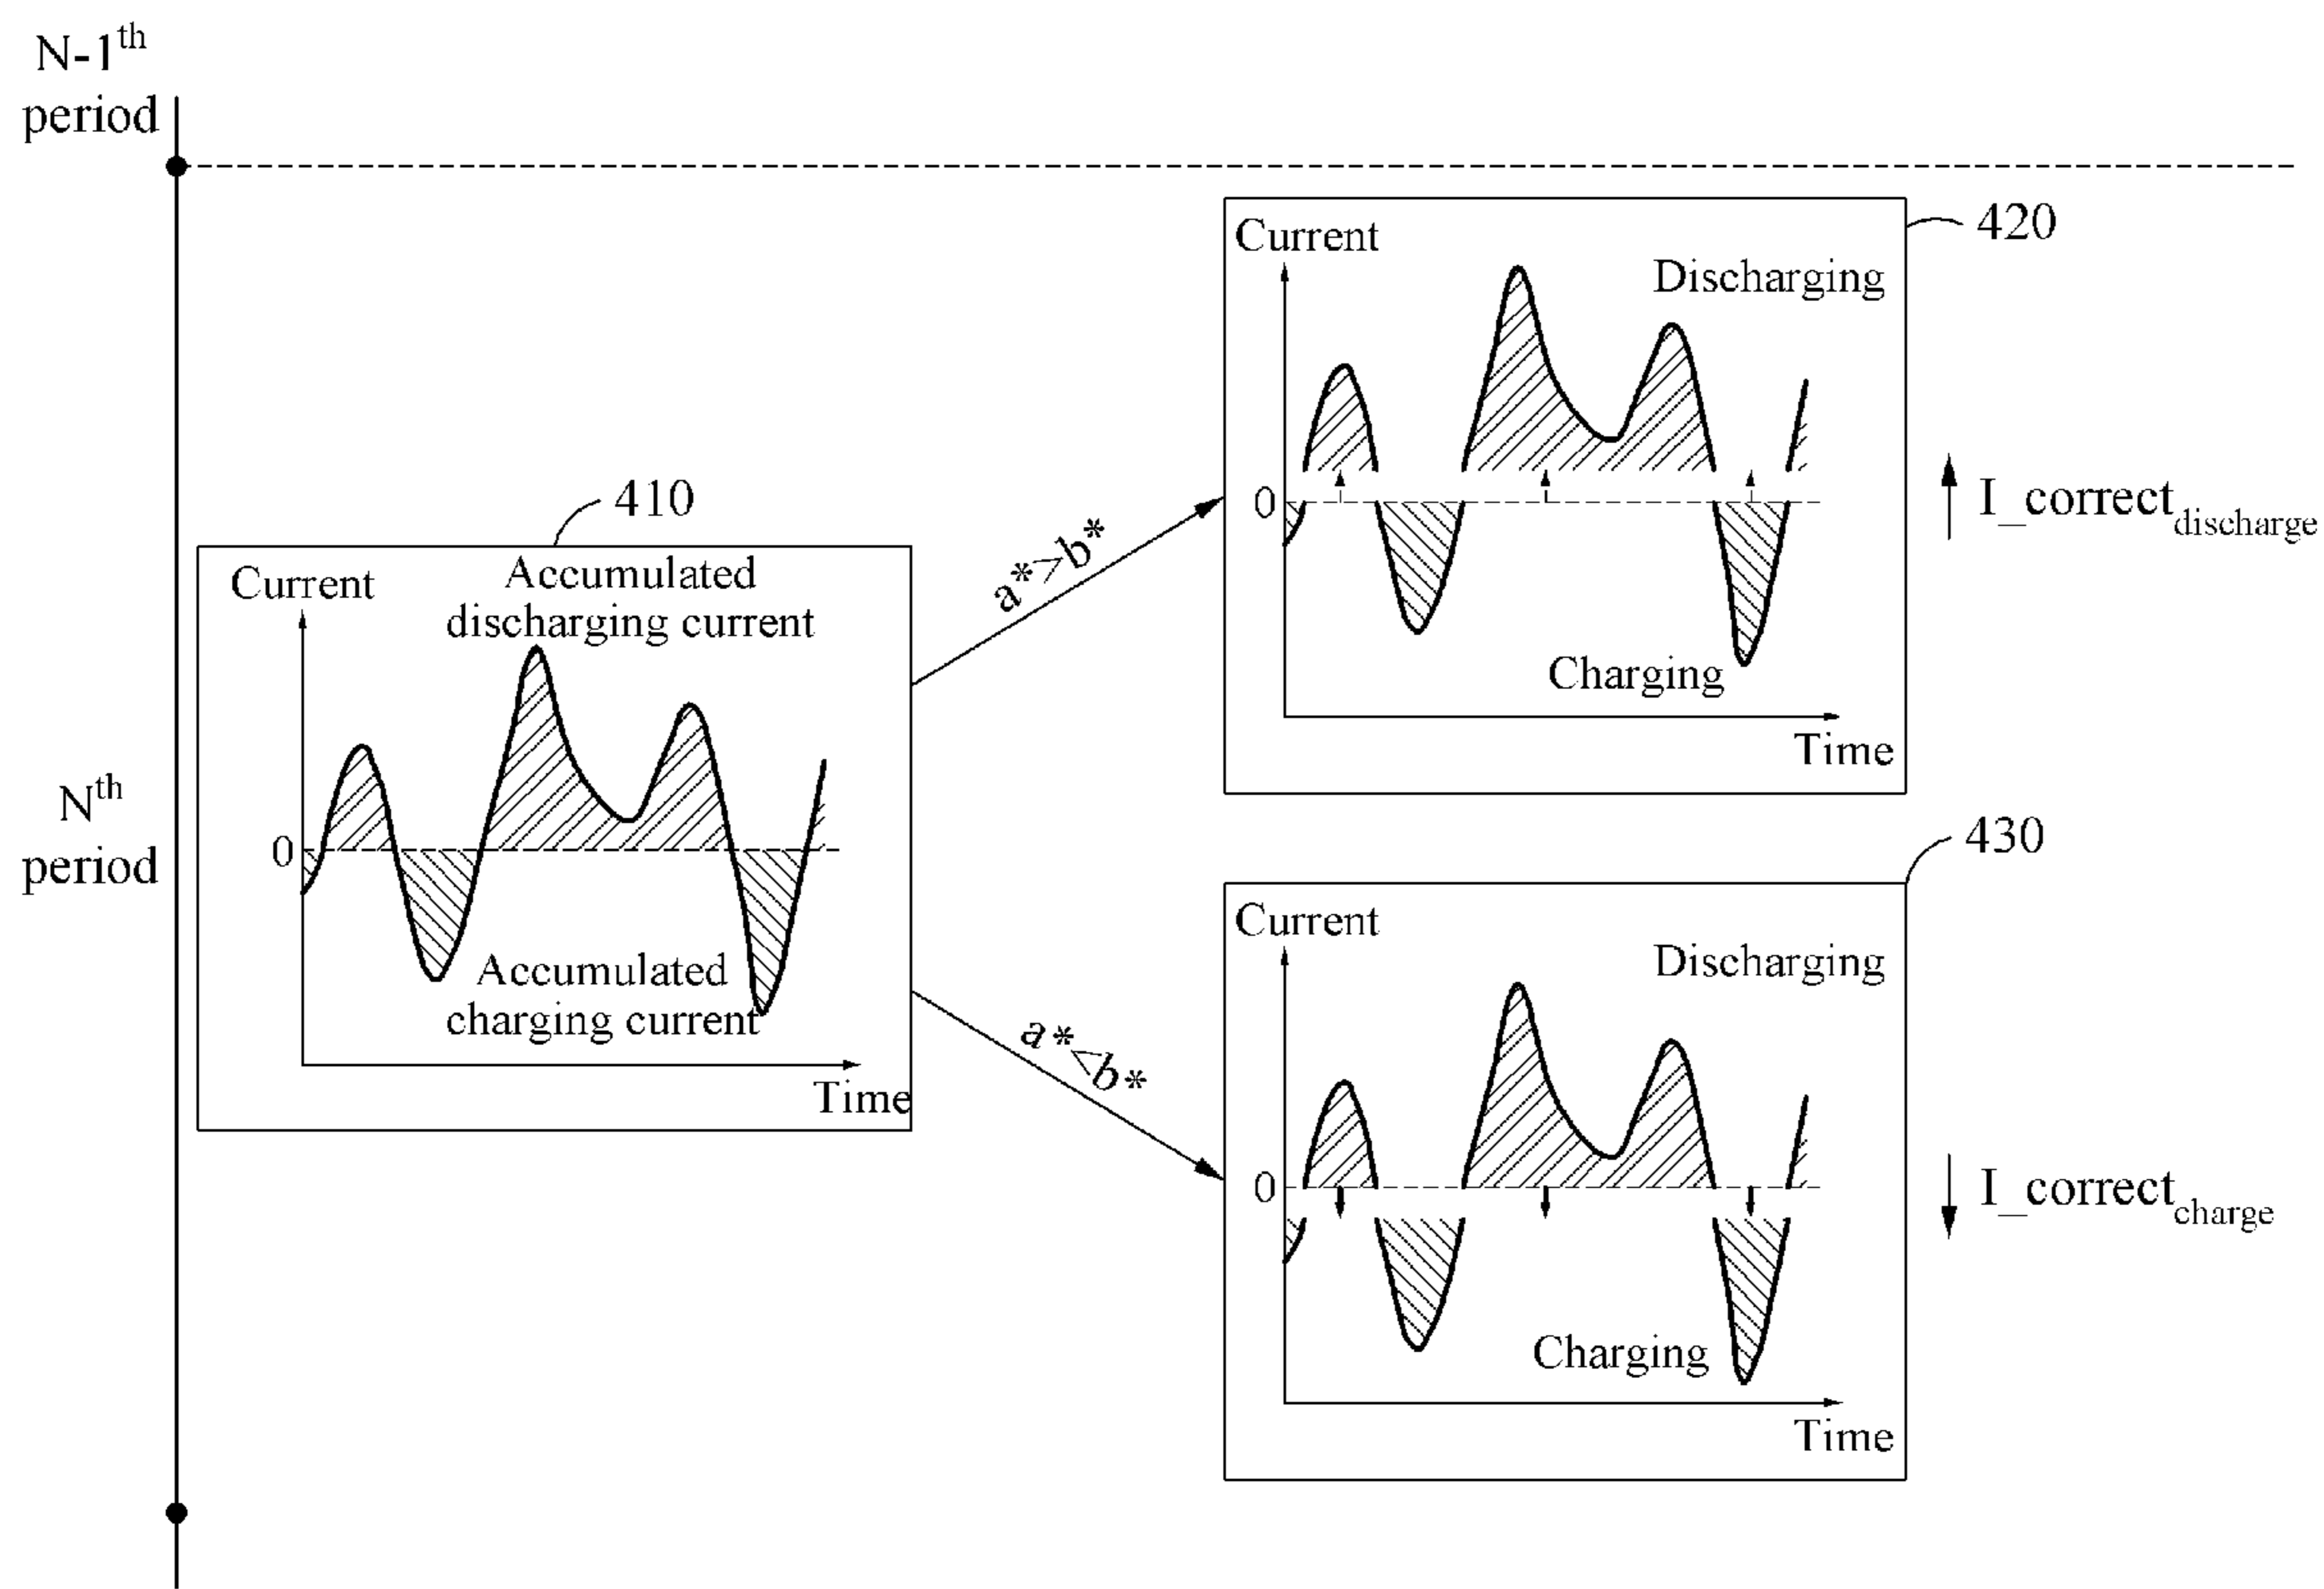 N-1th
period
420
Current
Discharging
0
I_correctdischarge
Charging
Time
410
Current
Accumulated
discharging current
a*>b*
Nth
period
0
Accumulated
charging current
Time
a*<b*
430
Current
Discharging
0
I_correctcharge
Charging
Time